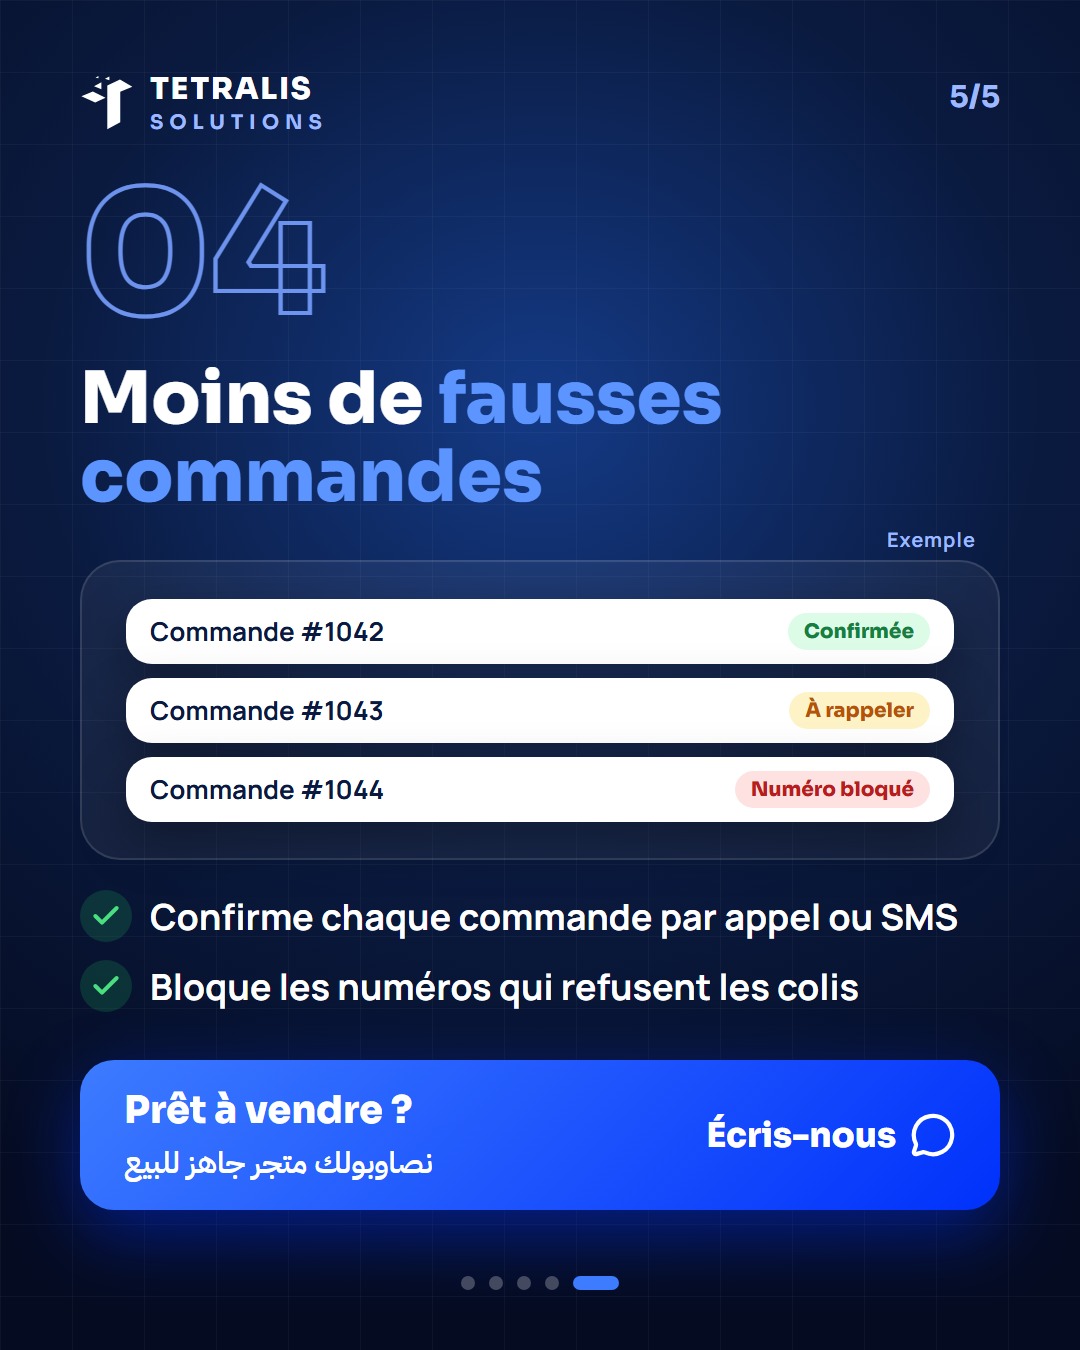 TETRALIS
SOLUTIONS
5/5
04
Moins de fausses
commandes
Exemple
Commande #1042 Confirmée
Commande #1043 À rappeler
Commande #1044 Numéro bloqué
Confirme chaque commande par appel ou SMS
Bloque les numéros qui refusent les colis
Prêt à vendre ?
نصاوبولك متجر جاهز للبيع
Écris-nous